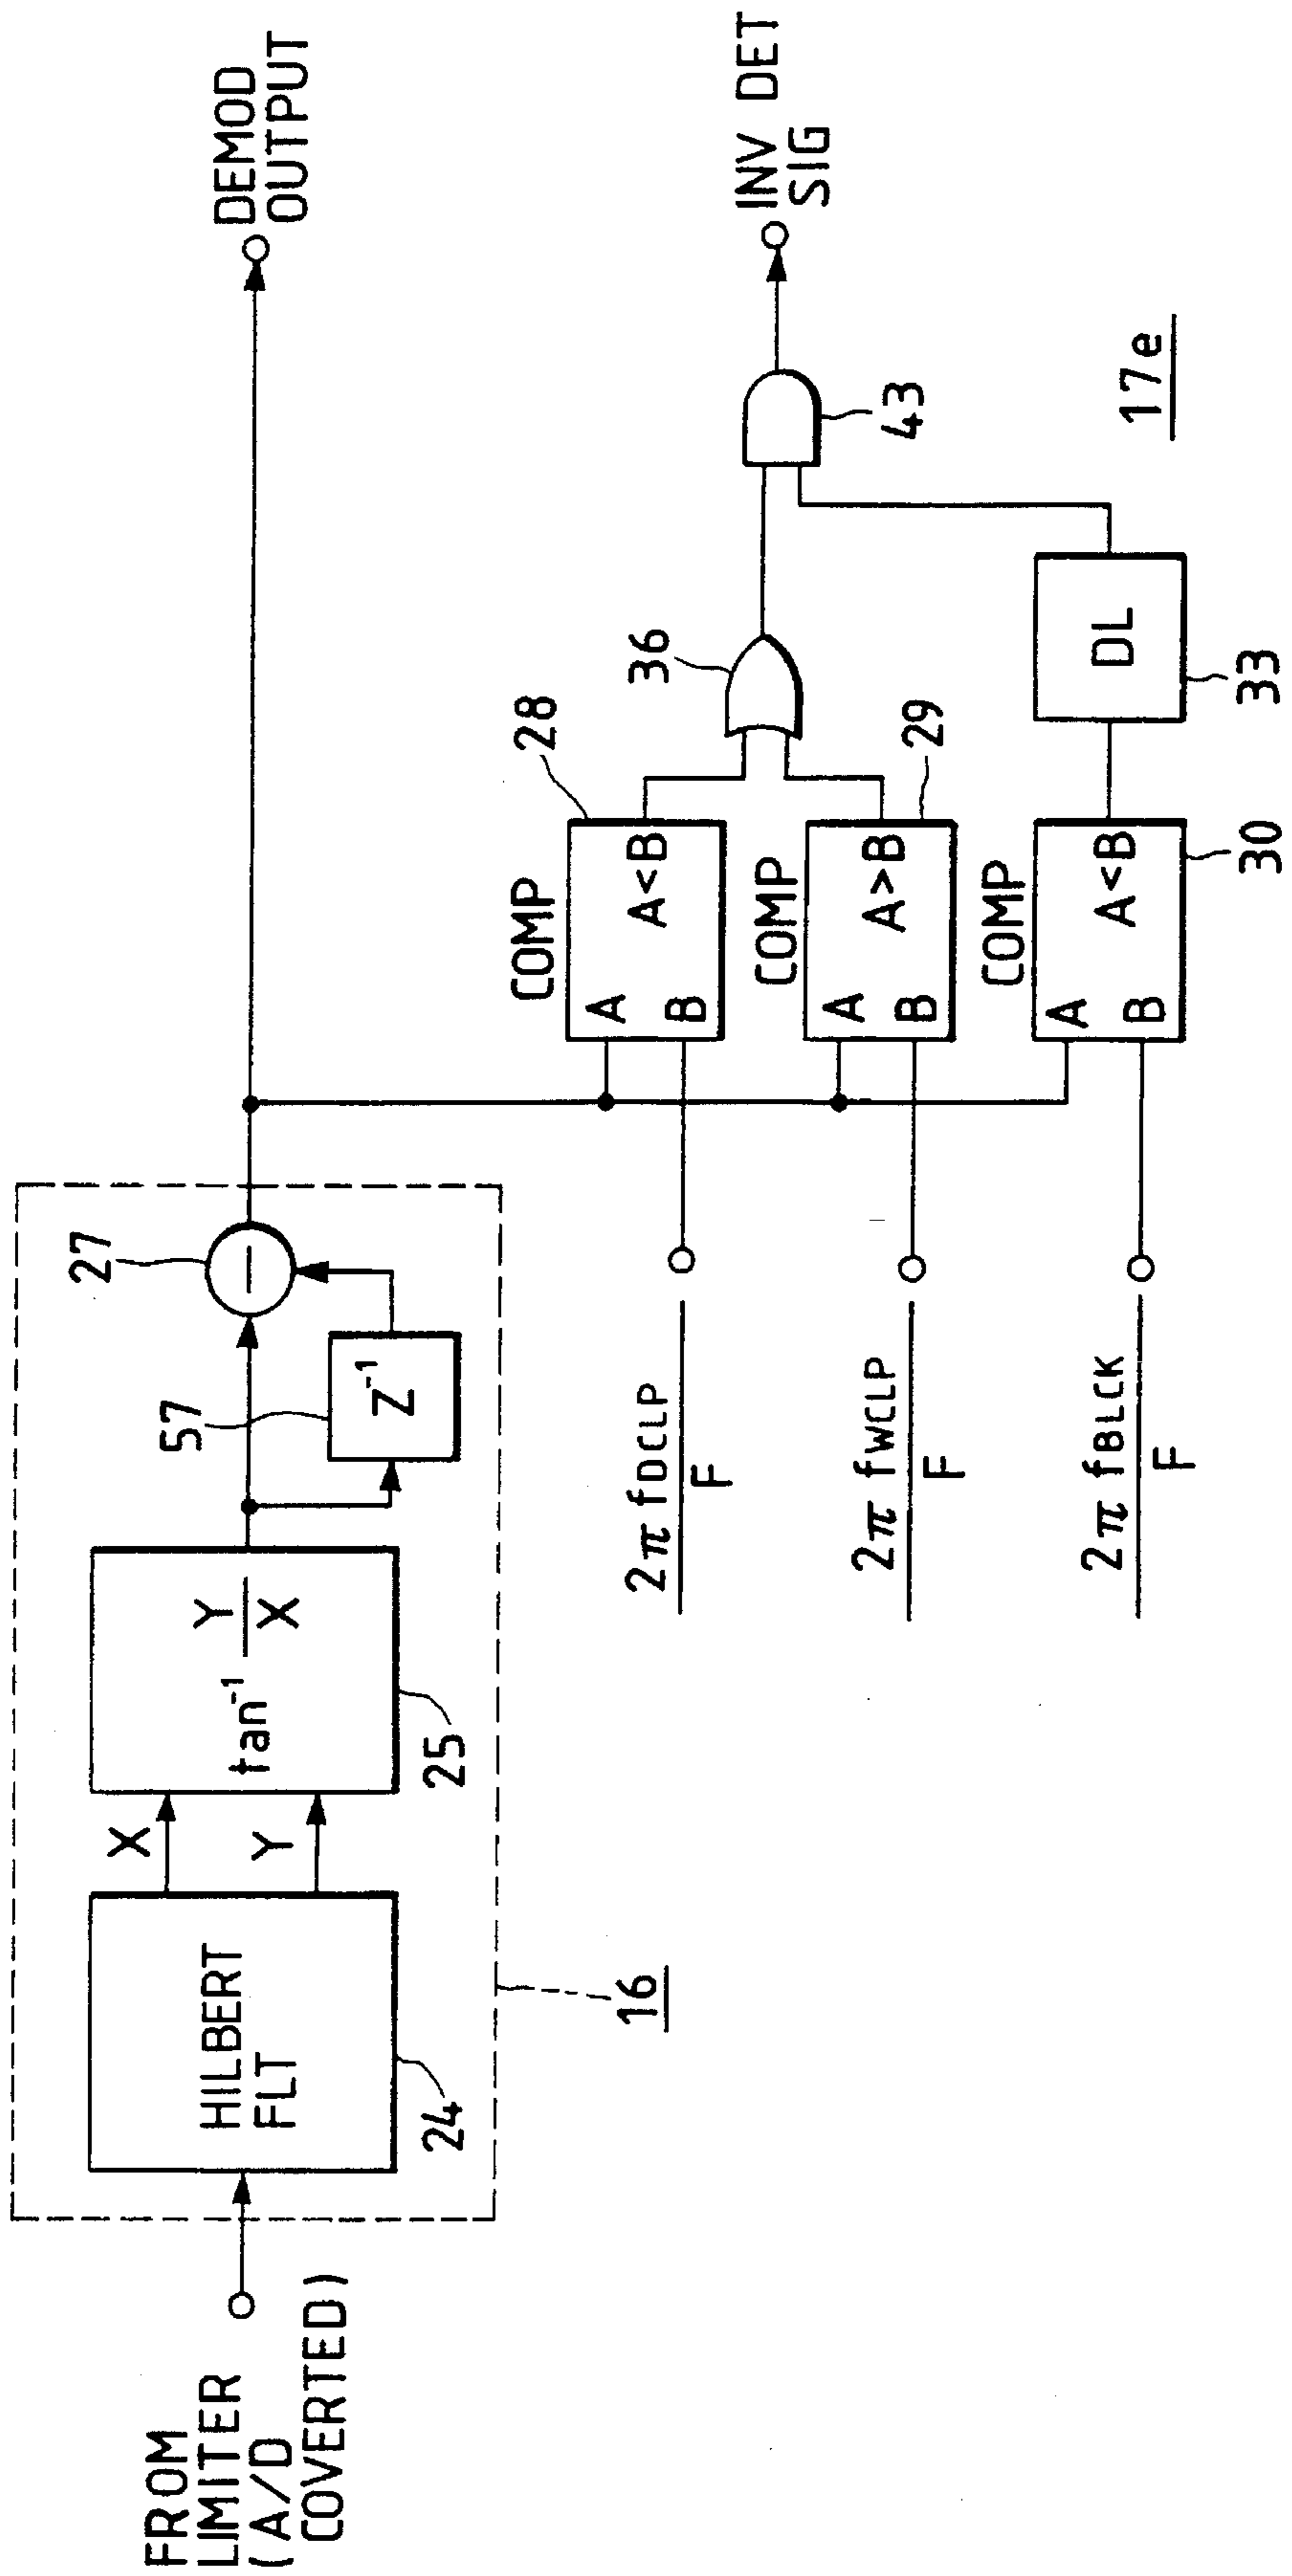 FROM
LIMITER
(A/D
COVERTED)
HILBERT
FLT
24
X
Y
tan⁻¹ Y/X
25
57
Z⁻¹
27
16
DEMOD
OUTPUT
2π fDCLP
F
2π fWCLP
F
2π fBLCK
F
COMP
A
B
A<B
28
COMP
A
B
A>B
29
COMP
A
B
A<B
30
36
DL
33
43
INV DET
SIG
17e